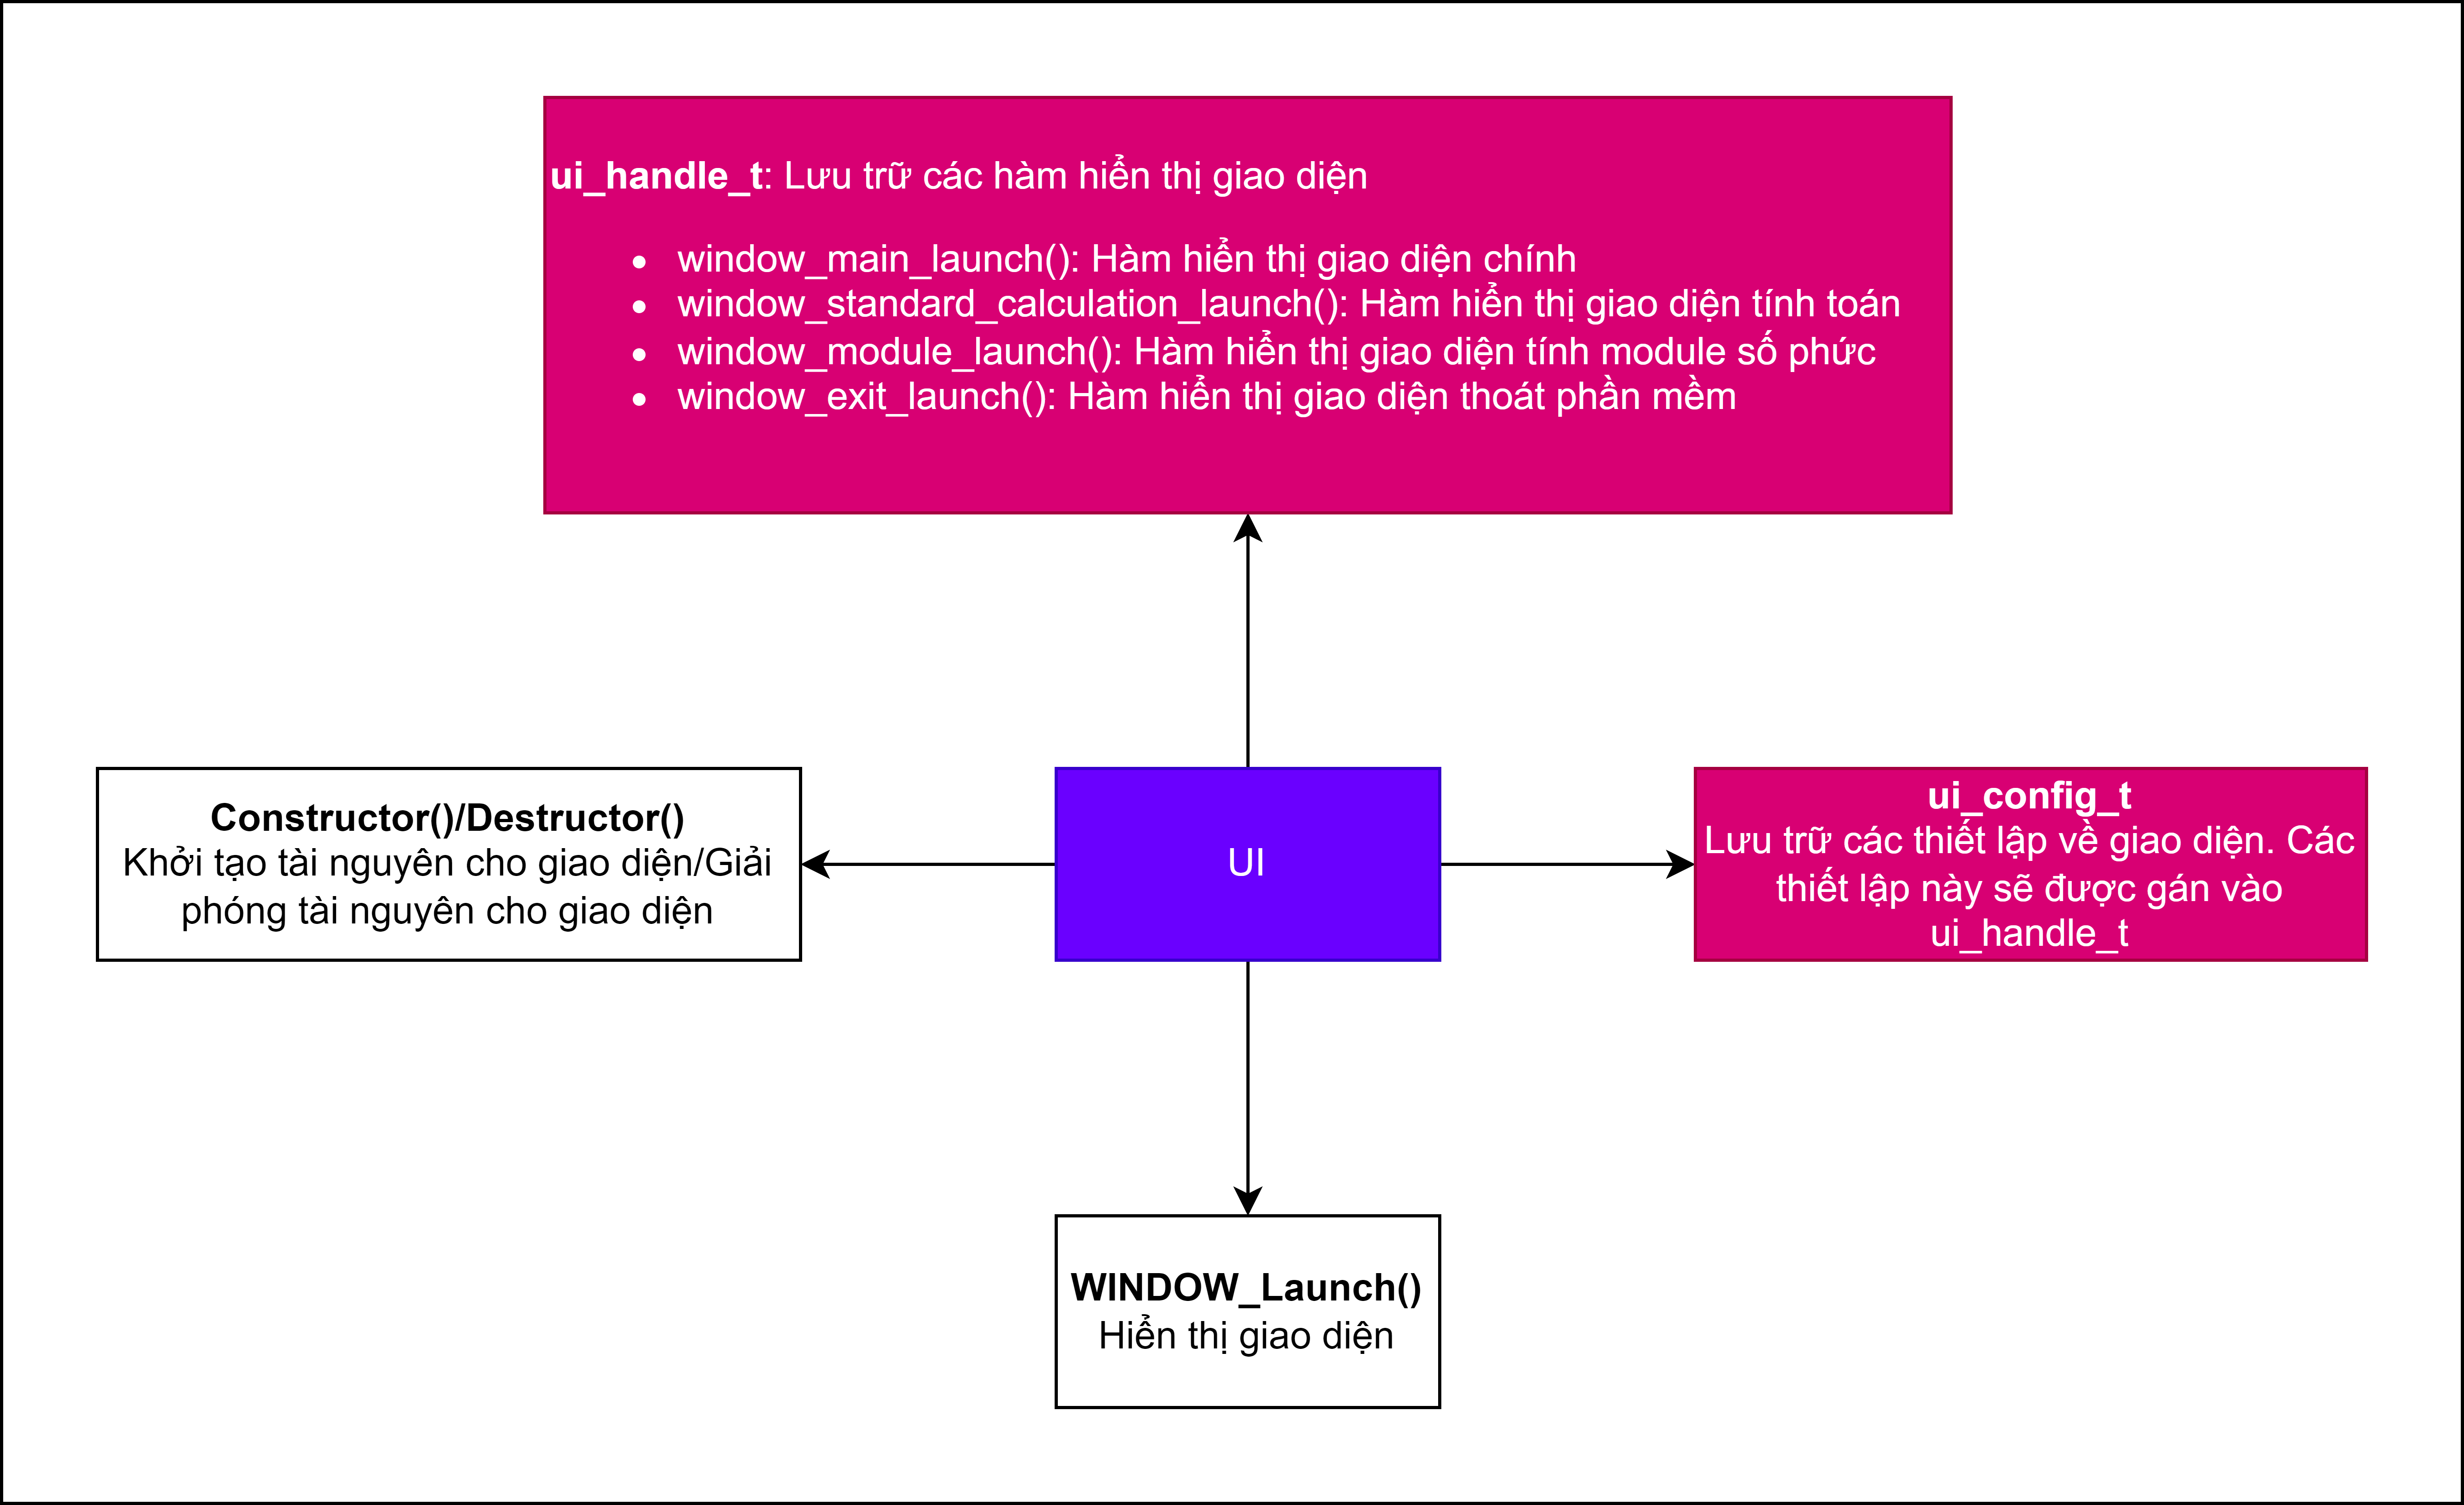 ui_handle_t: Lưu trữ các hàm hiển thị giao diện
window_main_launch(): Hàm hiển thị giao diện chính
window_standard_calculation_launch(): Hàm hiển thị giao diện tính toán
window_module_launch(): Hàm hiển thị giao diện tính module số phức
window_exit_launch(): Hàm hiển thị giao diện thoát phần mềm
Constructor()/Destructor()
Khởi tạo tài nguyên cho giao diện/Giải
phóng tài nguyên cho giao diện
UI
ui_config_t
Lưu trữ các thiết lập về giao diện. Các
thiết lập này sẽ được gán vào
ui_handle_t
WINDOW_Launch()
Hiển thị giao diện